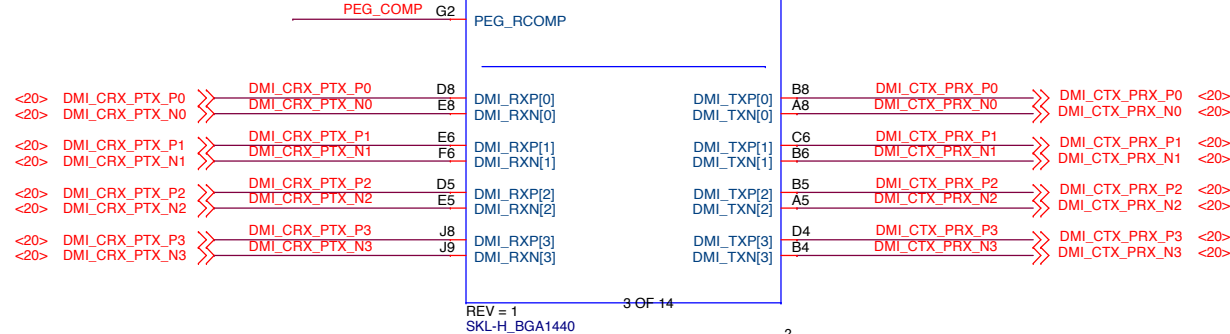 PEG_COMP G2 PEG_RCOMP
<20> DMI_CRX_PTX_P0 DMI_CRX_PTX_P0 D8 DMI_RXP[0] DMI_TXP[0] B8 DMI_CTX_PRX_P0 DMI_CTX_PRX_P0 <20>
<20> DMI_CRX_PTX_N0 DMI_CRX_PTX_N0 E8 DMI_RXN[0] DMI_TXN[0] A8 DMI_CTX_PRX_N0 DMI_CTX_PRX_N0 <20>
<20> DMI_CRX_PTX_P1 DMI_CRX_PTX_P1 E6 DMI_RXP[1] DMI_TXP[1] C6 DMI_CTX_PRX_P1 DMI_CTX_PRX_P1 <20>
<20> DMI_CRX_PTX_N1 DMI_CRX_PTX_N1 F6 DMI_RXN[1] DMI_TXN[1] B6 DMI_CTX_PRX_N1 DMI_CTX_PRX_N1 <20>
<20> DMI_CRX_PTX_P2 DMI_CRX_PTX_P2 D5 DMI_RXP[2] DMI_TXP[2] B5 DMI_CTX_PRX_P2 DMI_CTX_PRX_P2 <20>
<20> DMI_CRX_PTX_N2 DMI_CRX_PTX_N2 E5 DMI_RXN[2] DMI_TXN[2] A5 DMI_CTX_PRX_N2 DMI_CTX_PRX_N2 <20>
<20> DMI_CRX_PTX_P3 DMI_CRX_PTX_P3 J8 DMI_RXP[3] DMI_TXP[3] D4 DMI_CTX_PRX_P3 DMI_CTX_PRX_P3 <20>
<20> DMI_CRX_PTX_N3 DMI_CRX_PTX_N3 J9 DMI_RXN[3] DMI_TXN[3] B4 DMI_CTX_PRX_N3 DMI_CTX_PRX_N3 <20>
3 OF 14
REV = 1
SKL-H_BGA1440